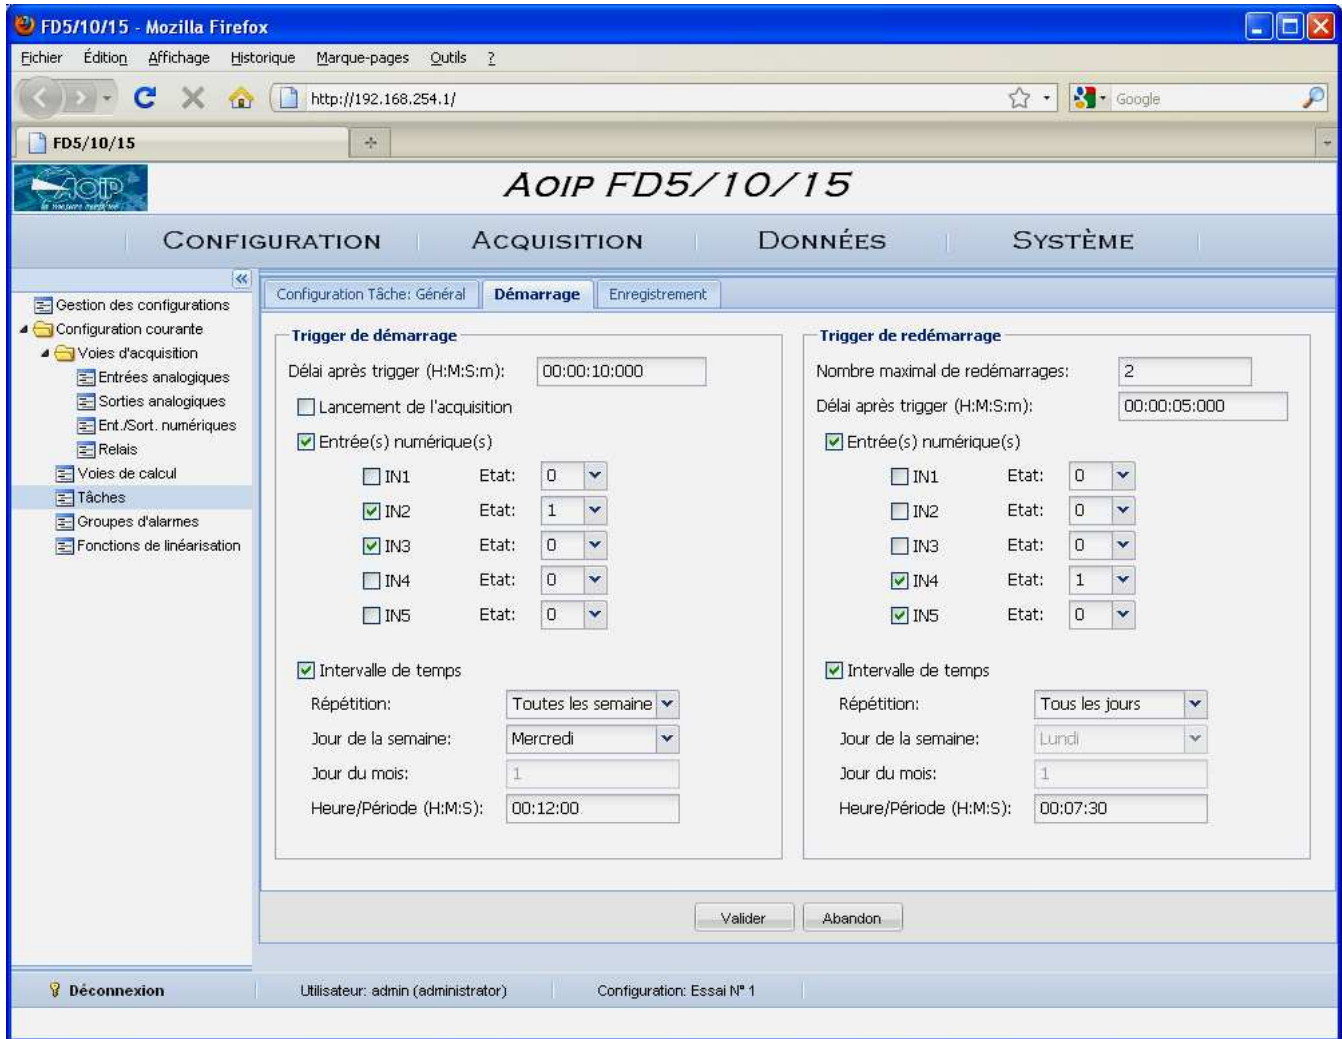 FD5/10/15 - Mozilla Firefox
Fichier Édition Affichage Historique Marque-pages Outils ?
http://192.168.254.1/
Google
FD5/10/15
AOIP
AOIP FD5/10/15
CONFIGURATION ACQUISITION DONNÉES SYSTÈME
Gestion des configurations
Configuration courante
Voies d'acquisition
Entrées analogiques
Sorties analogiques
Ent./Sort. numériques
Relais
Voies de calcul
Tâches
Groupes d'alarmes
Fonctions de linéarisation
Configuration Tâche: Général Démarrage Enregistrement
Trigger de démarrage
Délai après trigger (H:M:S:m): 00:00:10:000
Lancement de l'acquisition
Entrée(s) numérique(s)
IN1 Etat: 0
IN2 Etat: 1
IN3 Etat: 0
IN4 Etat: 0
IN5 Etat: 0
Intervalle de temps
Répétition: Toutes les semaine
Jour de la semaine: Mercredi
Jour du mois: 1
Heure/Période (H:M:S): 00:12:00
Trigger de redémarrage
Nombre maximal de redémarrages: 2
Délai après trigger (H:M:S:m): 00:00:05:000
Entrée(s) numérique(s)
IN1 Etat: 0
IN2 Etat: 0
IN3 Etat: 0
IN4 Etat: 1
IN5 Etat: 0
Intervalle de temps
Répétition: Tous les jours
Jour de la semaine: Lundi
Jour du mois: 1
Heure/Période (H:M:S): 00:07:30
Valider Abandon
Déconnexion Utilisateur: admin (administrator) Configuration: Essai N° 1